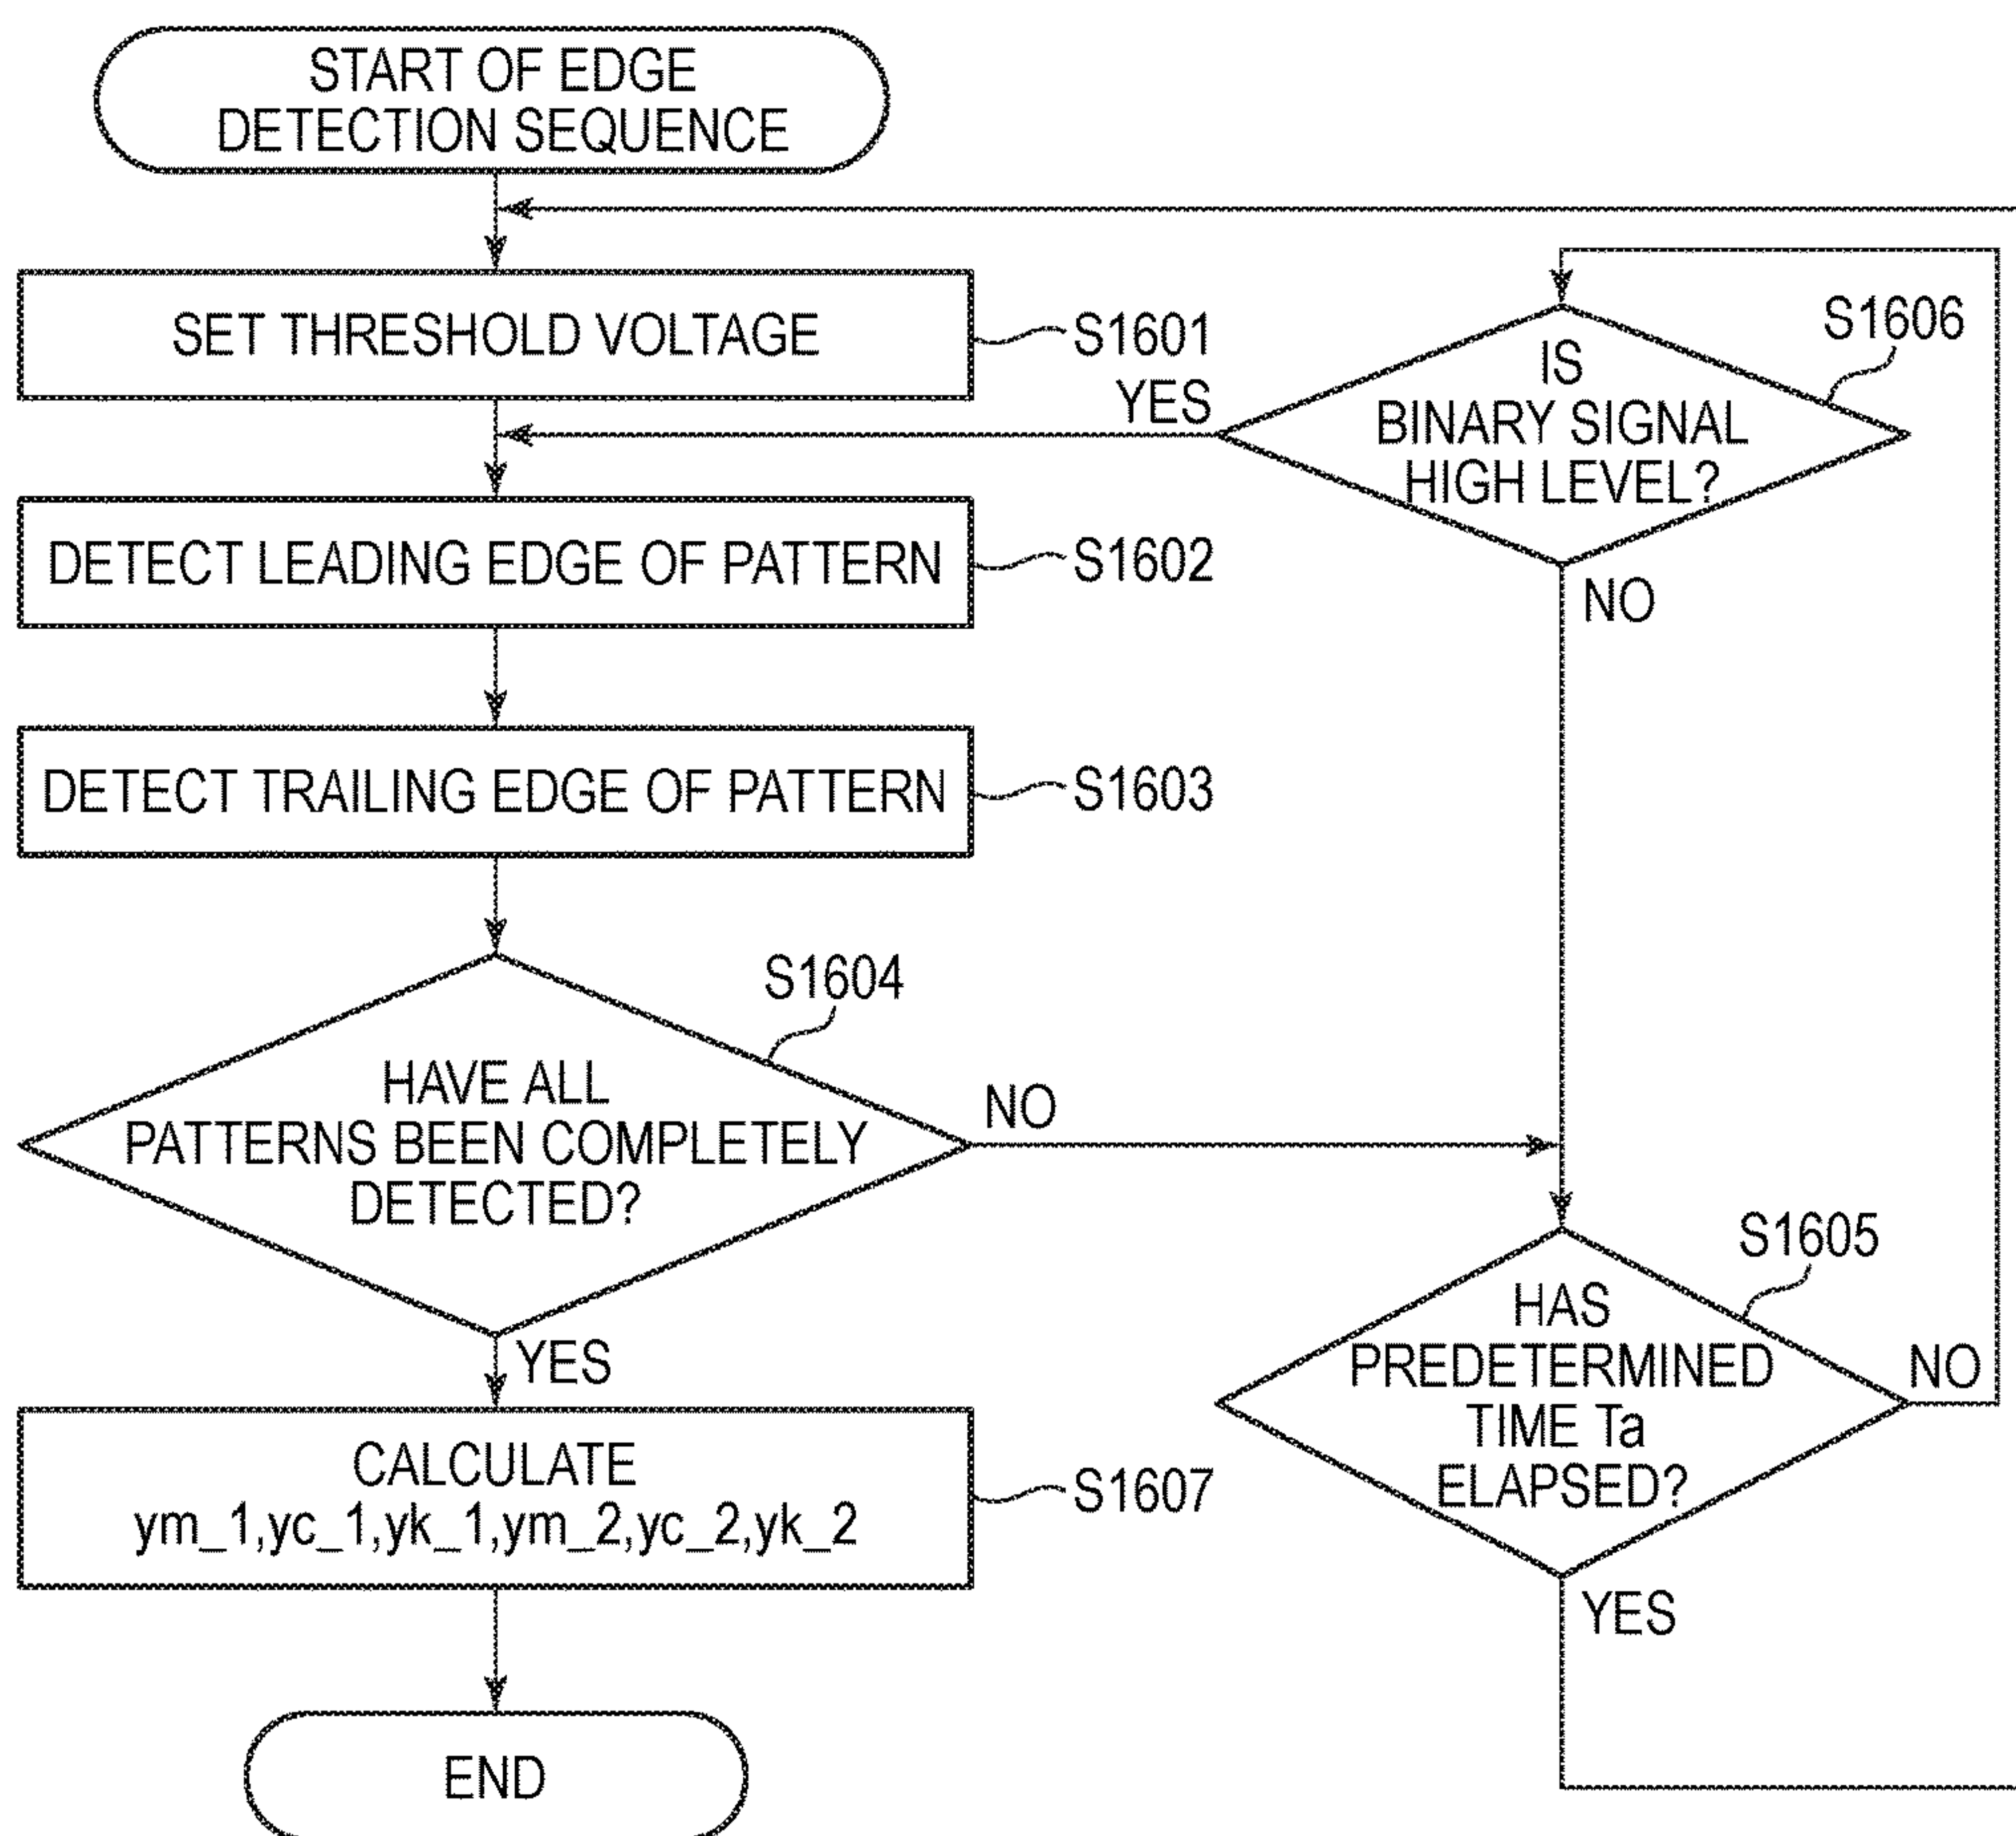 START OF EDGE
DETECTION SEQUENCE
SET THRESHOLD VOLTAGE
S1601
DETECT LEADING EDGE OF PATTERN
S1602
DETECT TRAILING EDGE OF PATTERN
S1603
S1604
HAVE ALL
PATTERNS BEEN COMPLETELY
DETECTED?
NO
YES
CALCULATE
ym_1,yc_1,yk_1,ym_2,yc_2,yk_2
S1607
END
S1606
IS
BINARY SIGNAL
HIGH LEVEL?
YES
NO
S1605
HAS
PREDETERMINED
TIME Ta
ELAPSED?
NO
YES